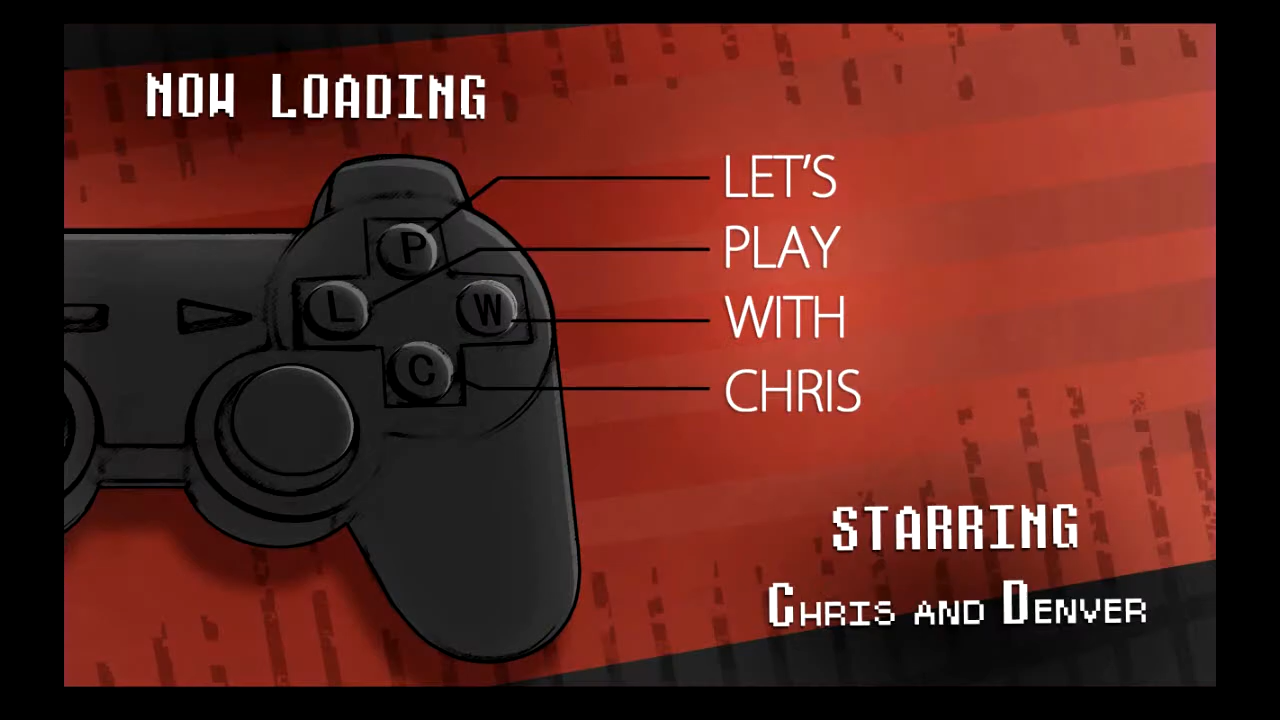 NOW LOADING
LET'S
P
PLAY
L
W
WITH
C
CHRIS
STARRING
CHRIS AND DENVER